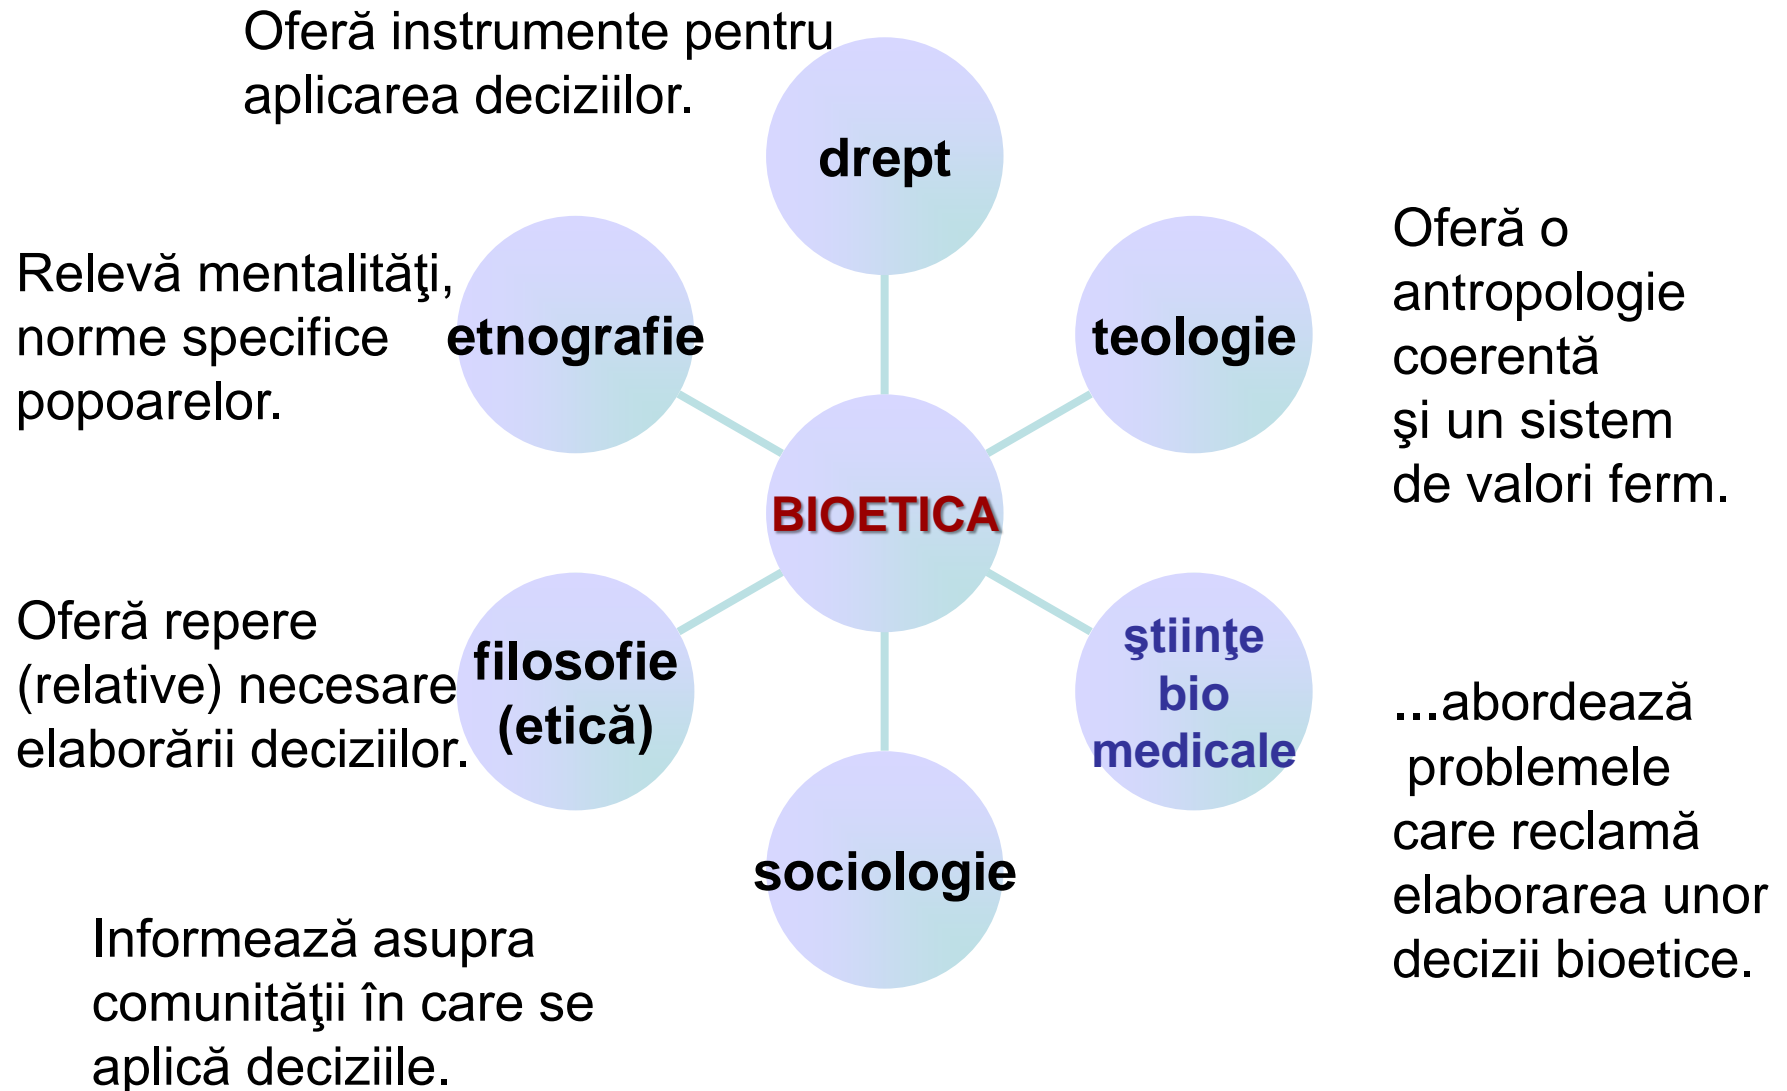 Oferă instrumente pentru
aplicarea deciziilor.
drept
Relevă mentalităţi,
norme specifice
popoarelor.
etnografie
teologie
Oferă o
antropologie
coerentă
şi un sistem
de valori ferm.
BIOETICA
Oferă repere
(relative) necesare
elaborării deciziilor.
filosofie
(etică)
ştiinţe
bio
medicale
...abordează
problemele
care reclamă
elaborarea unor
decizii bioetice.
sociologie
Informează asupra
comunităţii în care se
aplică deciziile.